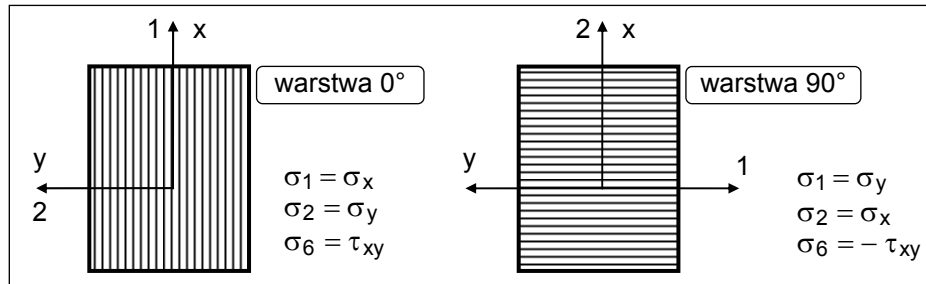 1 x
warstwa 0°
y
2
σ1 = σx
σ2 = σy
σ6 = τxy
2 x
warstwa 90°
y
1
σ1 = σy
σ2 = σx
σ6 = − τxy